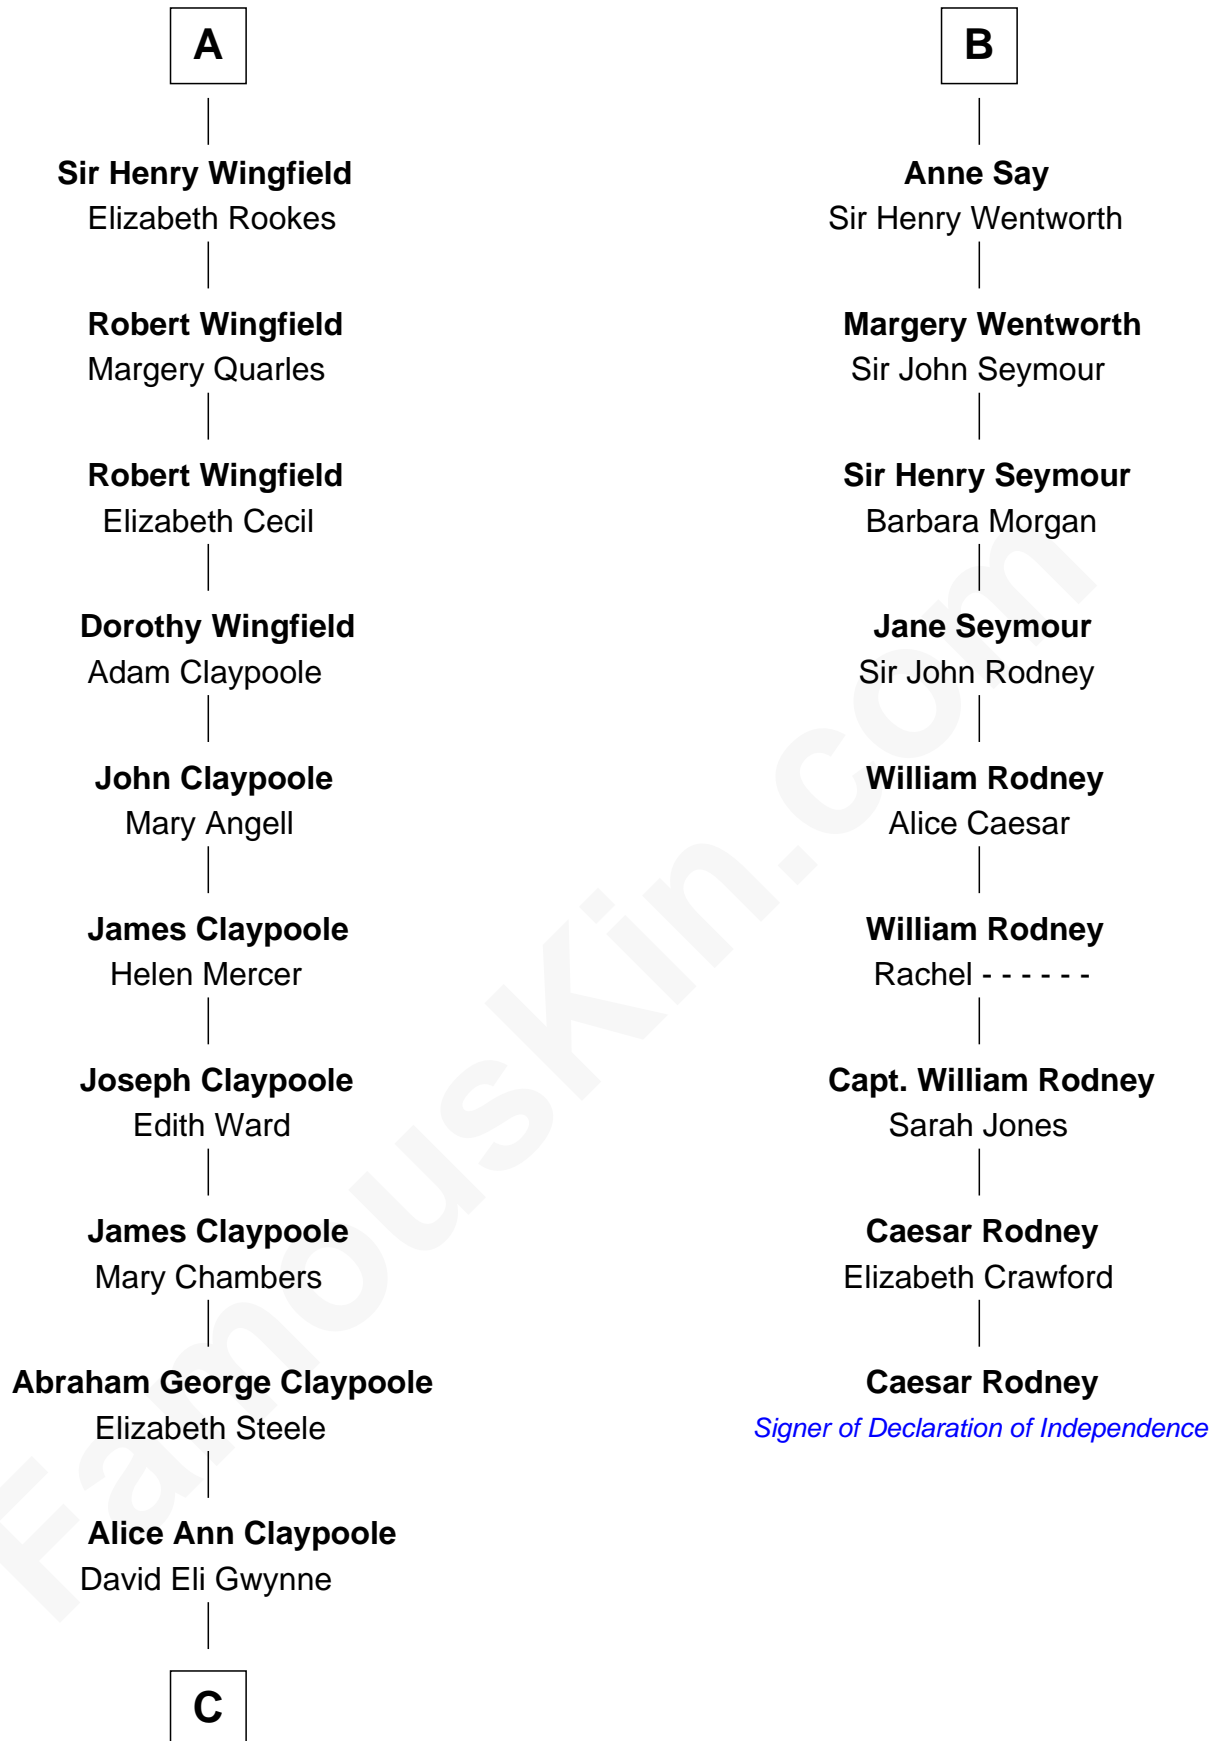 A
Sir Henry Wingfield
Elizabeth Rookes
Robert Wingfield
Margery Quarles
Robert Wingfield
Elizabeth Cecil
Dorothy Wingfield
Adam Claypoole
John Claypoole
Mary Angell
James Claypoole
Helen Mercer
Joseph Claypoole
Edith Ward
James Claypoole
Mary Chambers
Abraham George Claypoole
Elizabeth Steele
Alice Ann Claypoole
David Eli Gwynne
C
B
Anne Say
Sir Henry Wentworth
Margery Wentworth
Sir John Seymour
Sir Henry Seymour
Barbara Morgan
Jane Seymour
Sir John Rodney
William Rodney
Alice Caesar
William Rodney
Rachel - - - - - -
Capt. William Rodney
Sarah Jones
Caesar Rodney
Elizabeth Crawford
Caesar Rodney
Signer of Declaration of Independence
FamousKin.com